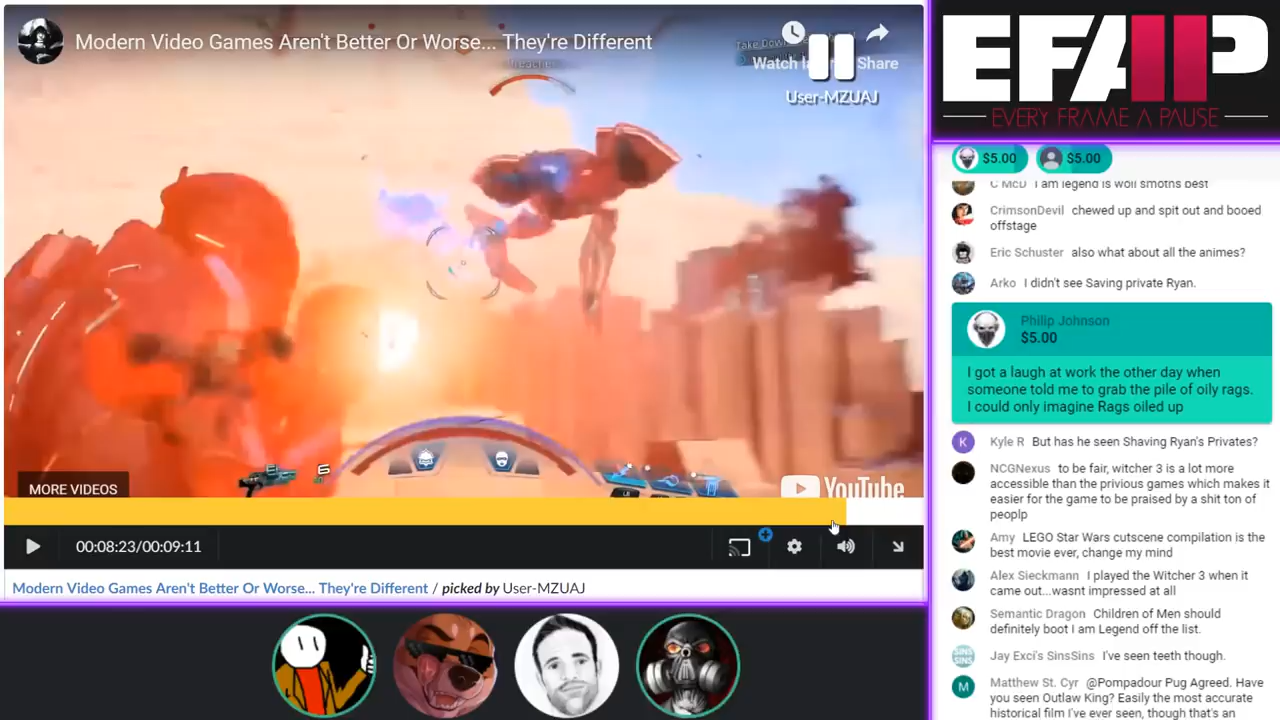 Modern Video Games Aren't Better Or Worse... They're Different
Share
User-MZUAJ
MORE VIDEOS
YouTube
00:08:23/00:09:11
Modern Video Games Aren't Better Or Worse... They're Different / picked by User-MZUAJ
EFAP
EVERY FRAME A PAUSE
$5.00 $5.00
C McD I am legend is woll smoths best
CrimsonDevil chewed up and spit out and booed
offstage
Eric Schuster also what about all the animes?
Arko I didn't see Saving private Ryan.
Philip Johnson
$5.00
I got a laugh at work the other day when
someone told me to grab the pile of oily rags.
I could only imagine Rags oiled up
K Kyle R But has he seen Shaving Ryan's Privates?
NCGNexus to be fair, witcher 3 is a lot more
accessible than the privious games which makes it
easier for the game to be praised by a shit ton of
peoplp
Amy LEGO Star Wars cutscene compilation is the
best movie ever, change my mind
Alex Sieckmann I played the Witcher 3 when it
came out...wasnt impressed at all
Semantic Dragon Children of Men should
definitely boot I am Legend off the list.
SINS
SINS
Jay Exci's SinsSins I've seen teeth though.
M Matthew St. Cyr @Pompadour Pug Agreed. Have
you seen Outlaw King? Easily the most accurate
historical film I've ever seen, though that's an